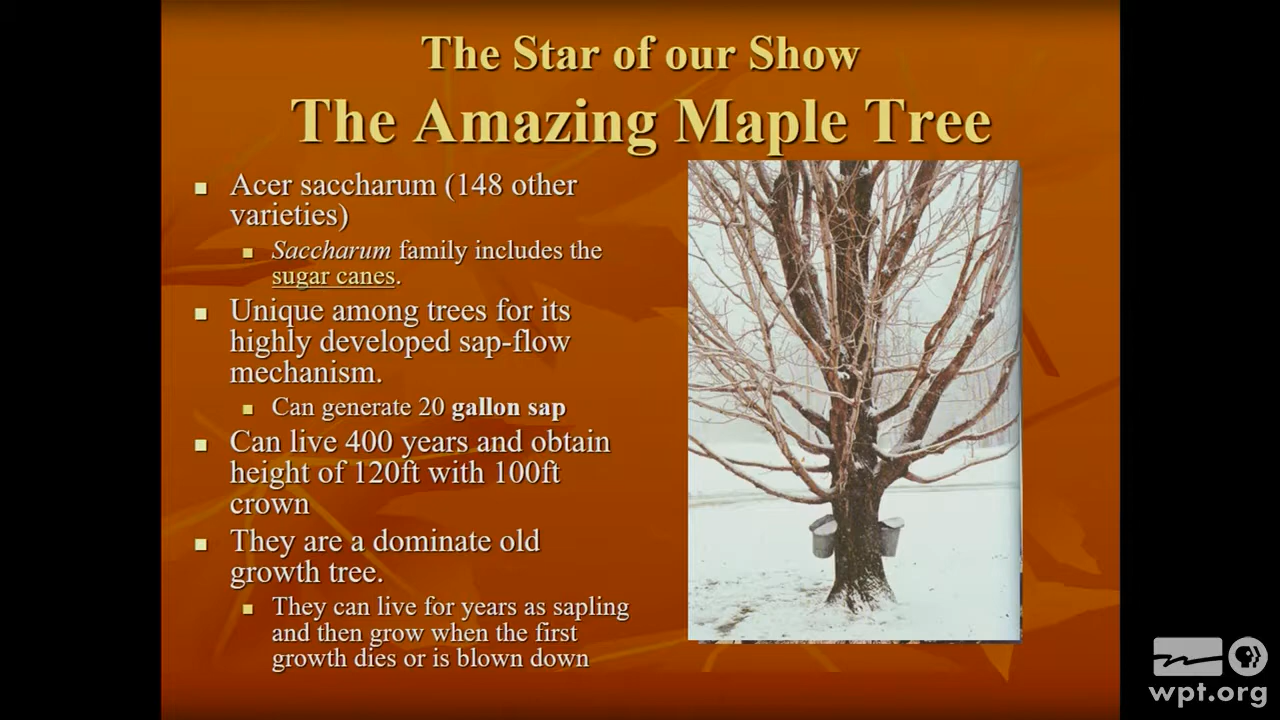 The Star of our Show
The Amazing Maple Tree
Acer saccharum (148 other
varieties)
Saccharum family includes the
sugar canes.
Unique among trees for its
highly developed sap-flow
mechanism.
Can generate 20 gallon sap
Can live 400 years and obtain
height of 120ft with 100ft
crown
They are a dominate old
growth tree.
They can live for years as sapling
and then grow when the first
growth dies or is blown down
wpt.org